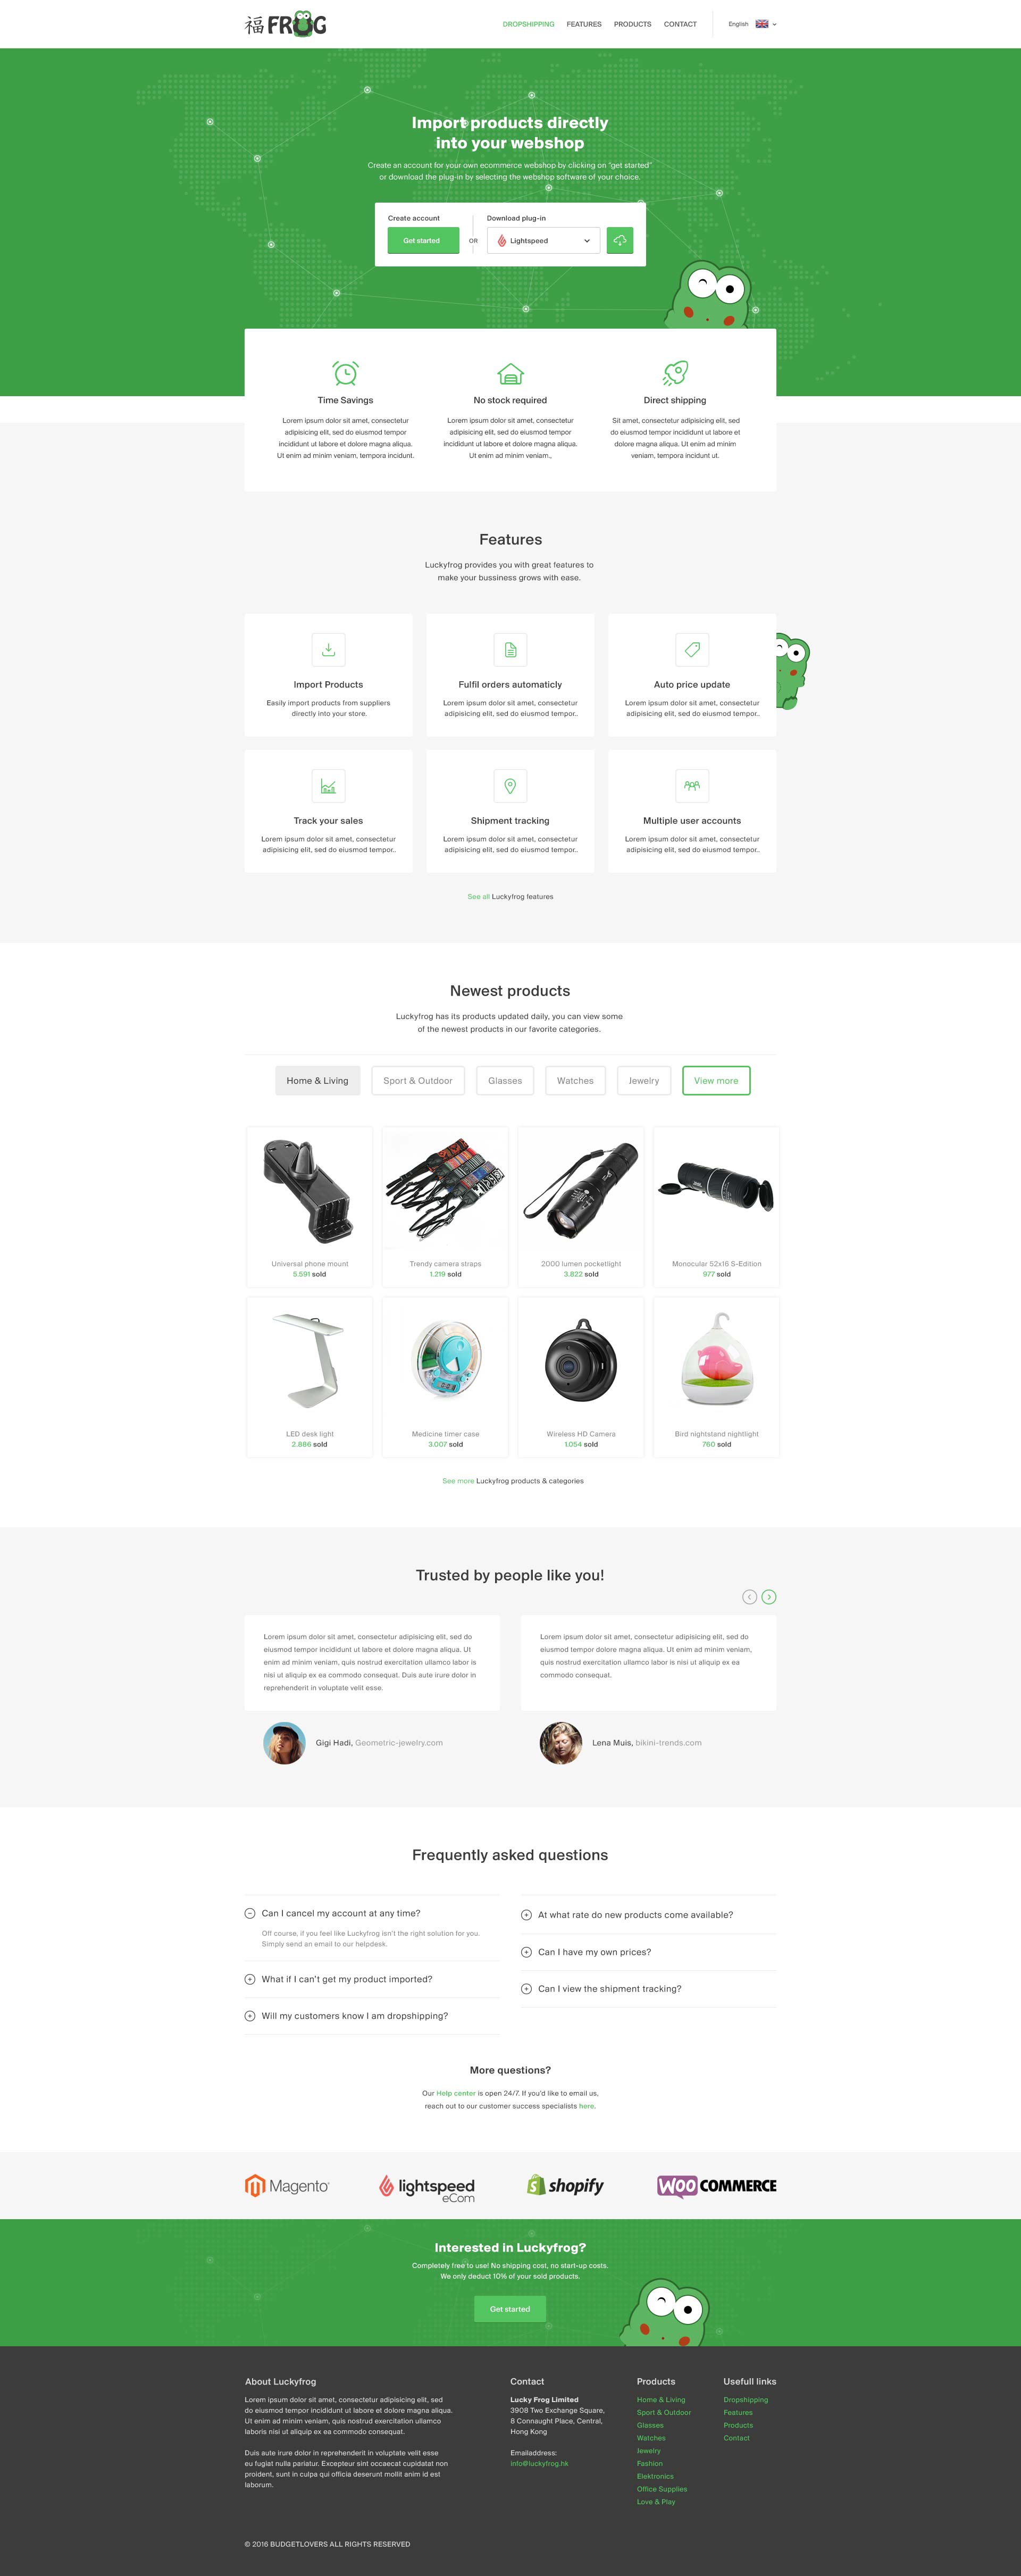 福 FROG
DROPSHIPPING FEATURES PRODUCTS CONTACT English
Import products directly
into your webshop
Create an account for your own ecommerce webshop by clicking on "get started"
or download the plug-in by selecting the webshop software of your choice.
Create account
Get started
OR
Download plug-in
Lightspeed
Time Savings
Lorem ipsum dolor sit amet, consectetur
adipisicing elit, sed do eiusmod tempor
incididunt ut labore et dolore magna aliqua.
Ut enim ad minim veniam, tempora incidunt.
No stock required
Lorem ipsum dolor sit amet, consectetur
adipisicing elit, sed do eiusmod tempor
incididunt ut labore et dolore magna aliqua.
Ut enim ad minim veniam.,
Direct shipping
Sit amet, consectetur adipisicing elit, sed
do eiusmod tempor incididunt ut labore et
dolore magna aliqua. Ut enim ad minim
veniam, tempora incidunt ut.
Features
Luckyfrog provides you with great features to
make your bussiness grows with ease.
Import Products
Easily import products from suppliers
directly into your store.
Fulfil orders automaticly
Lorem ipsum dolor sit amet, consectetur
adipisicing elit, sed do eiusmod tempor..
Auto price update
Lorem ipsum dolor sit amet, consectetur
adipisicing elit, sed do eiusmod tempor..
Track your sales
Lorem ipsum dolor sit amet, consectetur
adipisicing elit, sed do eiusmod tempor..
Shipment tracking
Lorem ipsum dolor sit amet, consectetur
adipisicing elit, sed do eiusmod tempor..
Multiple user accounts
Lorem ipsum dolor sit amet, consectetur
adipisicing elit, sed do eiusmod tempor..
See all Luckyfrog features
Newest products
Luckyfrog has its products updated daily, you can view some
of the newest products in our favorite categories.
Home & Living
Sport & Outdoor
Glasses
Watches
Jewelry
View more
Universal phone mount
5.591 sold
Trendy camera straps
1.219 sold
2000 lumen pocketlight
3.822 sold
Monocular 52x16 S-Edition
977 sold
LED desk light
2.886 sold
Medicine timer case
3.007 sold
Wireless HD Camera
1.054 sold
Bird nightstand nightlight
760 sold
See more Luckyfrog products & categories
Trusted by people like you!
Lorem ipsum dolor sit amet, consectetur adipisicing elit, sed do
eiusmod tempor incididunt ut labore et dolore magna aliqua. Ut
enim ad minim veniam, quis nostrud exercitation ullamco labor is
nisi ut aliquip ex ea commodo consequat. Duis aute irure dolor in
reprehenderit in voluptate velit esse.
Gigi Hadi, Geometric-jewelry.com
Lorem ipsum dolor sit amet, consectetur adipisicing elit, sed do
eiusmod tempor dolore magna aliqua. Ut enim ad minim veniam,
quis nostrud exercitation ullamco labor is nisi ut aliquip ex ea
commodo consequat.
Lena Muis, bikini-trends.com
Frequently asked questions
Can I cancel my account at any time?
Off course, if you feel like Luckyfrog isn't the right solution for you.
Simply send an email to our helpdesk.
What if I can't get my product imported?
Will my customers know I am dropshipping?
At what rate do new products come available?
Can I have my own prices?
Can I view the shipment tracking?
More questions?
Our Help center is open 24/7. If you'd like to email us,
reach out to our customer success specialists here.
Magento
lightspeed
eCom
shopify
WOO COMMERCE
Interested in Luckyfrog?
Completely free to use! No shipping cost, no start-up costs.
We only deduct 10% of your sold products.
Get started
About Luckyfrog
Lorem ipsum dolor sit amet, consectetur adipisicing elit, sed
do eiusmod tempor incididunt ut labore et dolore magna aliqua.
Ut enim ad minim veniam, quis nostrud exercitation ullamco
laboris nisi ut aliquip ex ea commodo consequat.
Duis aute irure dolor in reprehenderit in voluptate velit esse
eu fugiat nulla pariatur. Excepteur sint occaecat cupidatat non
proident, sunt in culpa qui officia deserunt mollit anim id est
laborum.
Contact
Lucky Frog Limited
3908 Two Exchange Square,
8 Connaught Place, Central,
Hong Kong
Emailaddress:
info@luckyfrog.hk
Products
Home & Living
Sport & Outdoor
Glasses
Watches
Jewelry
Fashion
Elektronics
Office Supplies
Love & Play
Usefull links
Dropshipping
Features
Products
Contact
© 2016 BUDGETLOVERS ALL RIGHTS RESERVED